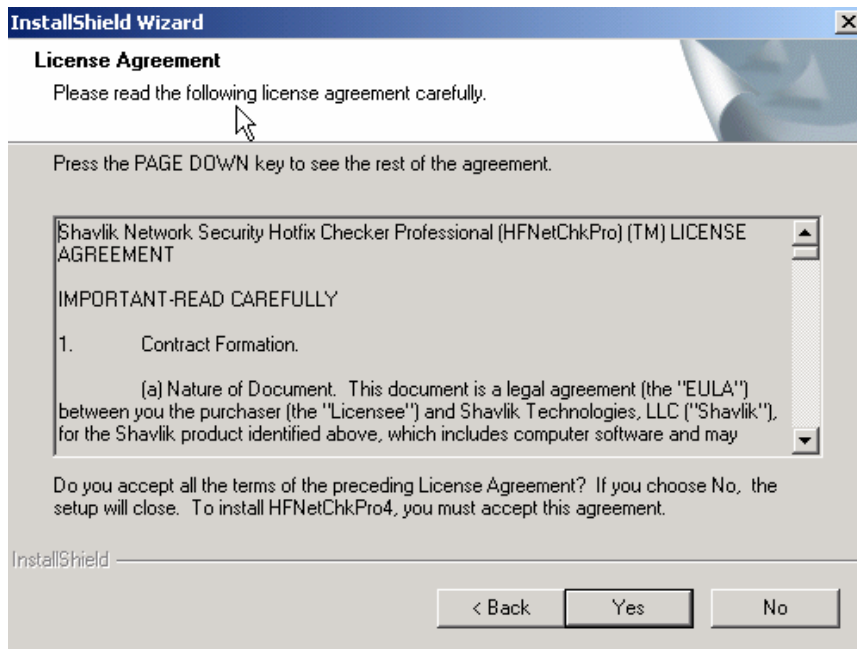 InstallShield Wizard
License Agreement
Please read the following license agreement carefully.
Press the PAGE DOWN key to see the rest of the agreement.
Shavlik Network Security Hotfix Checker Professional (HFNetChkPro) (TM) LICENSE
AGREEMENT
IMPORTANT-READ CAREFULLY
1. Contract Formation.
(a) Nature of Document. This document is a legal agreement (the "EULA")
between you the purchaser (the "Licensee") and Shavlik Technologies, LLC ("Shavlik"),
for the Shavlik product identified above, which includes computer software and may
Do you accept all the terms of the preceding License Agreement? If you choose No, the
setup will close. To install HFNetChkPro4, you must accept this agreement.
InstallShield
< Back Yes No